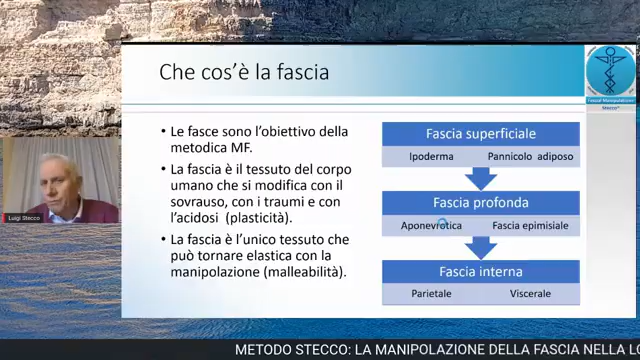 Che cos'è la fascia
• Le fasce sono l'obiettivo della
metodica MF.
• La fascia è il tessuto del corpo
umano che si modifica con il
sovrauso, con i traumi e con
l'acidosi (plasticità).
• La fascia è l'unico tessuto che
può tornare elastica con la
manipolazione (malleabilità).
Fascia superficiale
Ipoderma Pannicolo adiposo
Fascia profonda
Aponevrotica Fascia epimisiale
Fascia interna
Parietale Viscerale
Fascial Manipolation
Stecco®
Luigi Stecco
METODO STECCO: LA MANIPOLAZIONE DELLA FASCIA NELLA LO